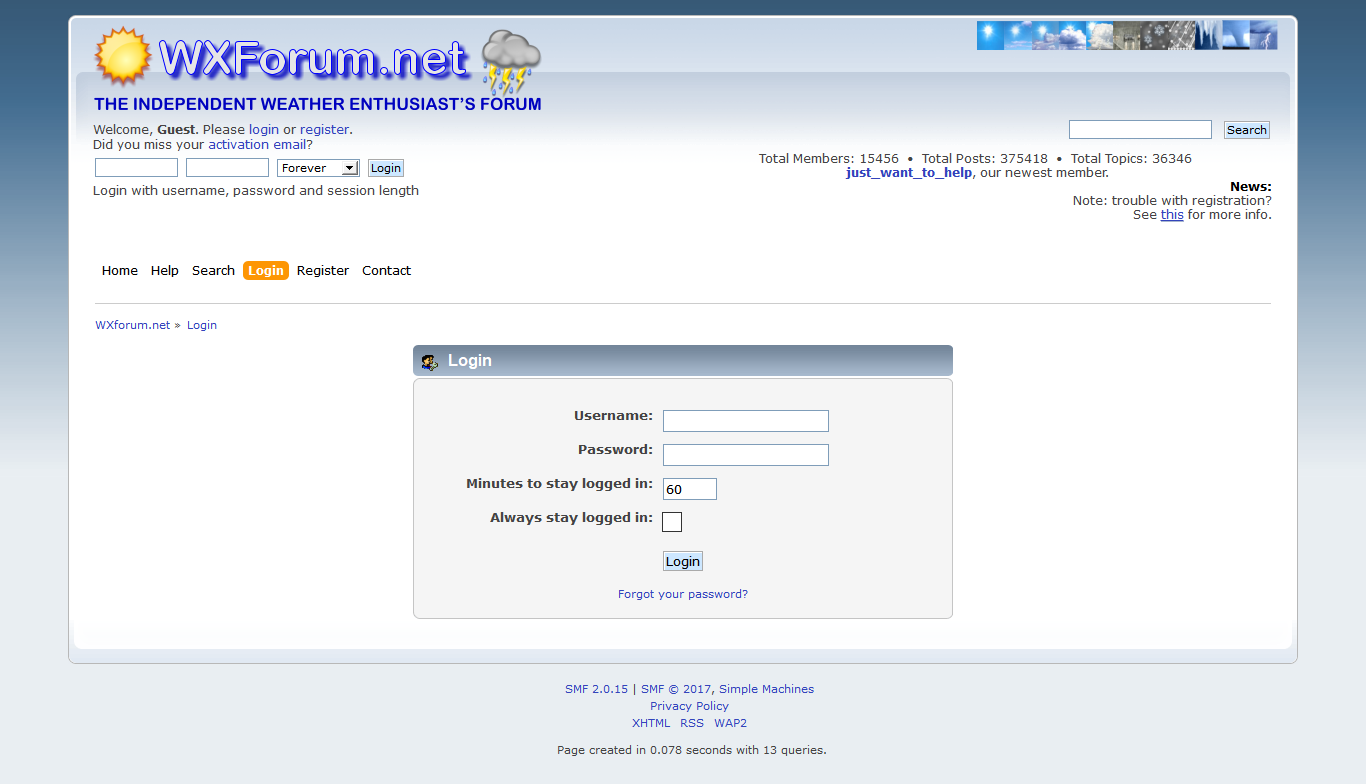 WXForum.net
THE INDEPENDENT WEATHER ENTHUSIAST'S FORUM
Welcome, Guest. Please login or register.
Did you miss your activation email?
Forever Login
Login with username, password and session length
Search
Total Members: 15456 • Total Posts: 375418 • Total Topics: 36346
just_want_to_help, our newest member.
News:
Note: trouble with registration?
See this for more info.
Home Help Search Login Register Contact
WXforum.net » Login
Login
Username:
Password:
Minutes to stay logged in: 60
Always stay logged in:
Login
Forgot your password?
SMF 2.0.15 | SMF © 2017, Simple Machines
Privacy Policy
XHTML RSS WAP2
Page created in 0.078 seconds with 13 queries.